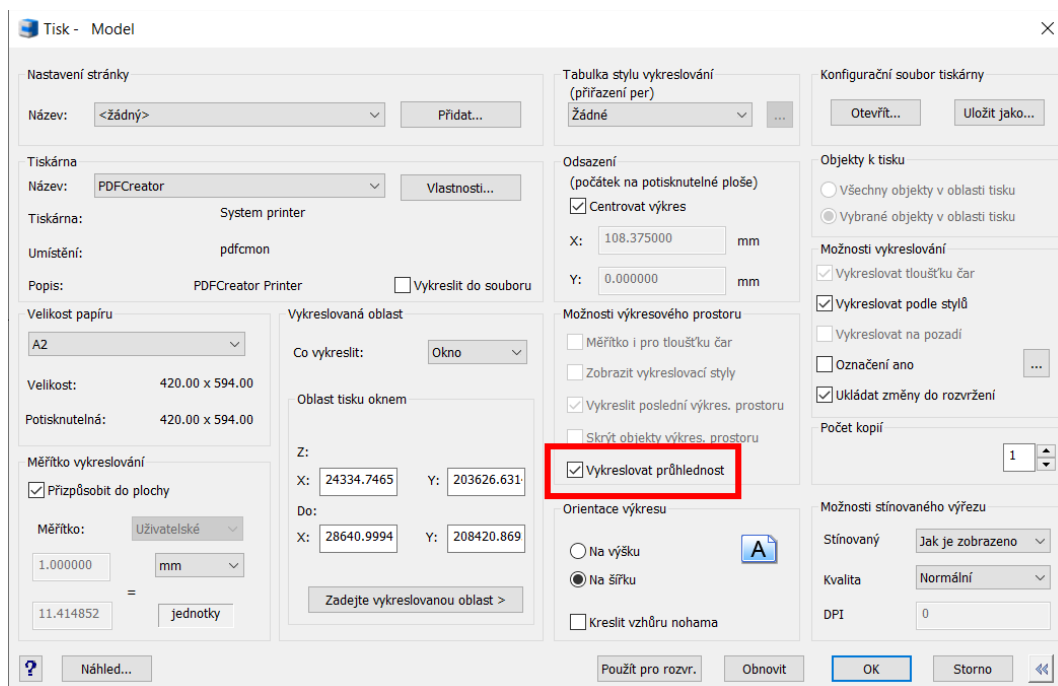 Tisk - Model
Nastavení stránky
Název: <žádný> Přidat...
Tiskárna
Název: PDFCreator Vlastnosti...
Tiskárna: System printer
Umístění: pdfcmon
Popis: PDFCreator Printer Vykreslit do souboru
Velikost papíru
A2
Velikost: 420.00 x 594.00
Potisknutelná: 420.00 x 594.00
Měřítko vykreslování
Přizpůsobit do plochy
Měřítko: Uživatelské
1.000000 mm
=
11.414852 jednotky
Vykreslovaná oblast
Co vykreslit: Okno
Oblast tisku oknem
Z:
X: 24334.7465 Y: 203626.631
Do:
X: 28640.9994 Y: 208420.869
Zadejte vykreslovanou oblast >
Tabulka stylu vykreslování
(přiřazení per)
Žádné ...
Odsazení
(počátek na potisknutelné ploše)
Centrovat výkres
X: 108.375000 mm
Y: 0.000000 mm
Možnosti výkresového prostoru
Měřítko i pro tloušťku čar
Zobrazit vykreslovací styly
Vykreslit poslední výkres. prostoru
Skrýt objekty výkres. prostoru
Vykreslovat průhlednost
Orientace výkresu
Na výšku
A
Na šířku
Kreslit vzhůru nohama
Konfigurační soubor tiskárny
Otevřít... Uložit jako...
Objekty k tisku
Všechny objekty v oblasti tisku
Vybrané objekty v oblasti tisku
Možnosti vykreslování
Vykreslovat tloušťku čar
Vykreslovat podle stylů
Vykreslovat na pozadí
Označení ano ...
Ukládat změny do rozvržení
Počet kopií
1
Možnosti stínovaného výřezu
Stínovaný Jak je zobrazeno
Kvalita Normální
DPI 0
? Náhled... Použít pro rozvr. Obnovit OK Storno